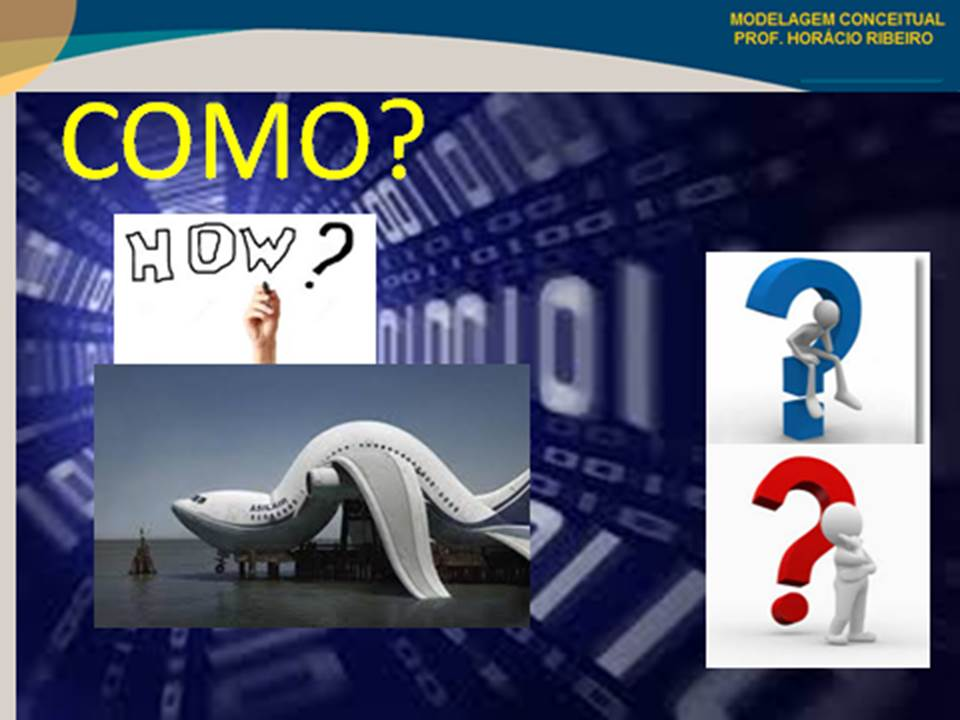 MODELAGEM CONCEITUAL
PROF. HORÁCIO RIBEIRO
COMO?
HOW?